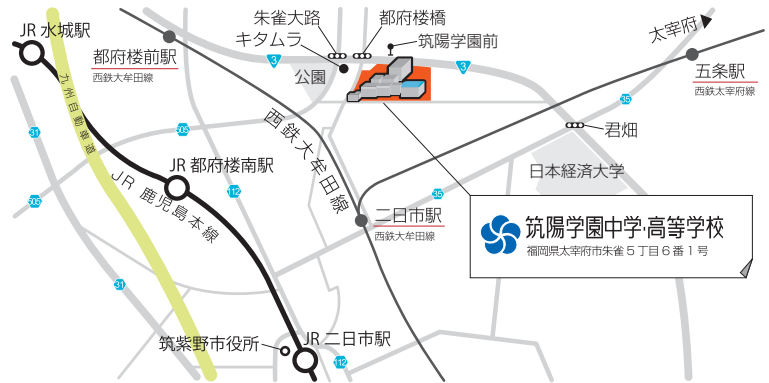 朱雀大路
都府楼橋
太宰府
JR 水城駅
キタムラ
筑陽学園前
都府楼前駅
西鉄大牟田線
3
公園
3
五条駅
西鉄太宰府線
九州自動車道
35
31
505
西鉄大牟田線
君畑
JR 都府楼南駅
日本経済大学
JR 鹿児島本線
112
35
505
二日市駅
西鉄大牟田線
筑陽学園中学・高等学校
福岡県太宰府市朱雀5丁目6番1号
31
筑紫野市役所
JR 二日市駅
112